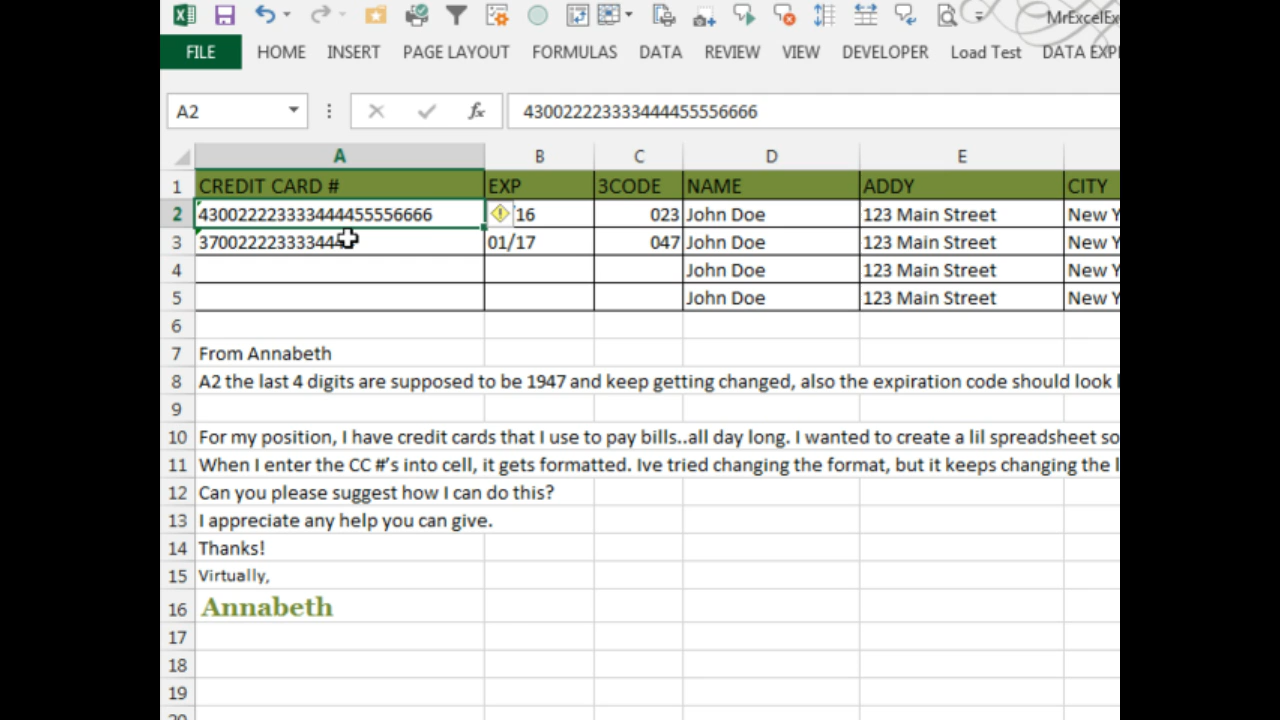 MrExcelEx
FILE HOME INSERT PAGE LAYOUT FORMULAS DATA REVIEW VIEW DEVELOPER Load Test DATA EXP
A2 fx 430022223333444455556666
A B C D E
1 CREDIT CARD # EXP 3CODE NAME ADDY CITY
2 430022223333444455556666 '16 023 John Doe 123 Main Street New Y
3 37002222333344 01/17 047 John Doe 123 Main Street New Y
4 John Doe 123 Main Street New Y
5 John Doe 123 Main Street New Y
6
7 From Annabeth
8 A2 the last 4 digits are supposed to be 1947 and keep getting changed, also the expiration code should look l
9
10 For my position, I have credit cards that I use to pay bills..all day long. I wanted to create a lil spreadsheet so
11 When I enter the CC #'s into cell, it gets formatted. Ive tried changing the format, but it keeps changing the l
12 Can you please suggest how I can do this?
13 I appreciate any help you can give.
14 Thanks!
15 Virtually,
16 Annabeth
17
18
19